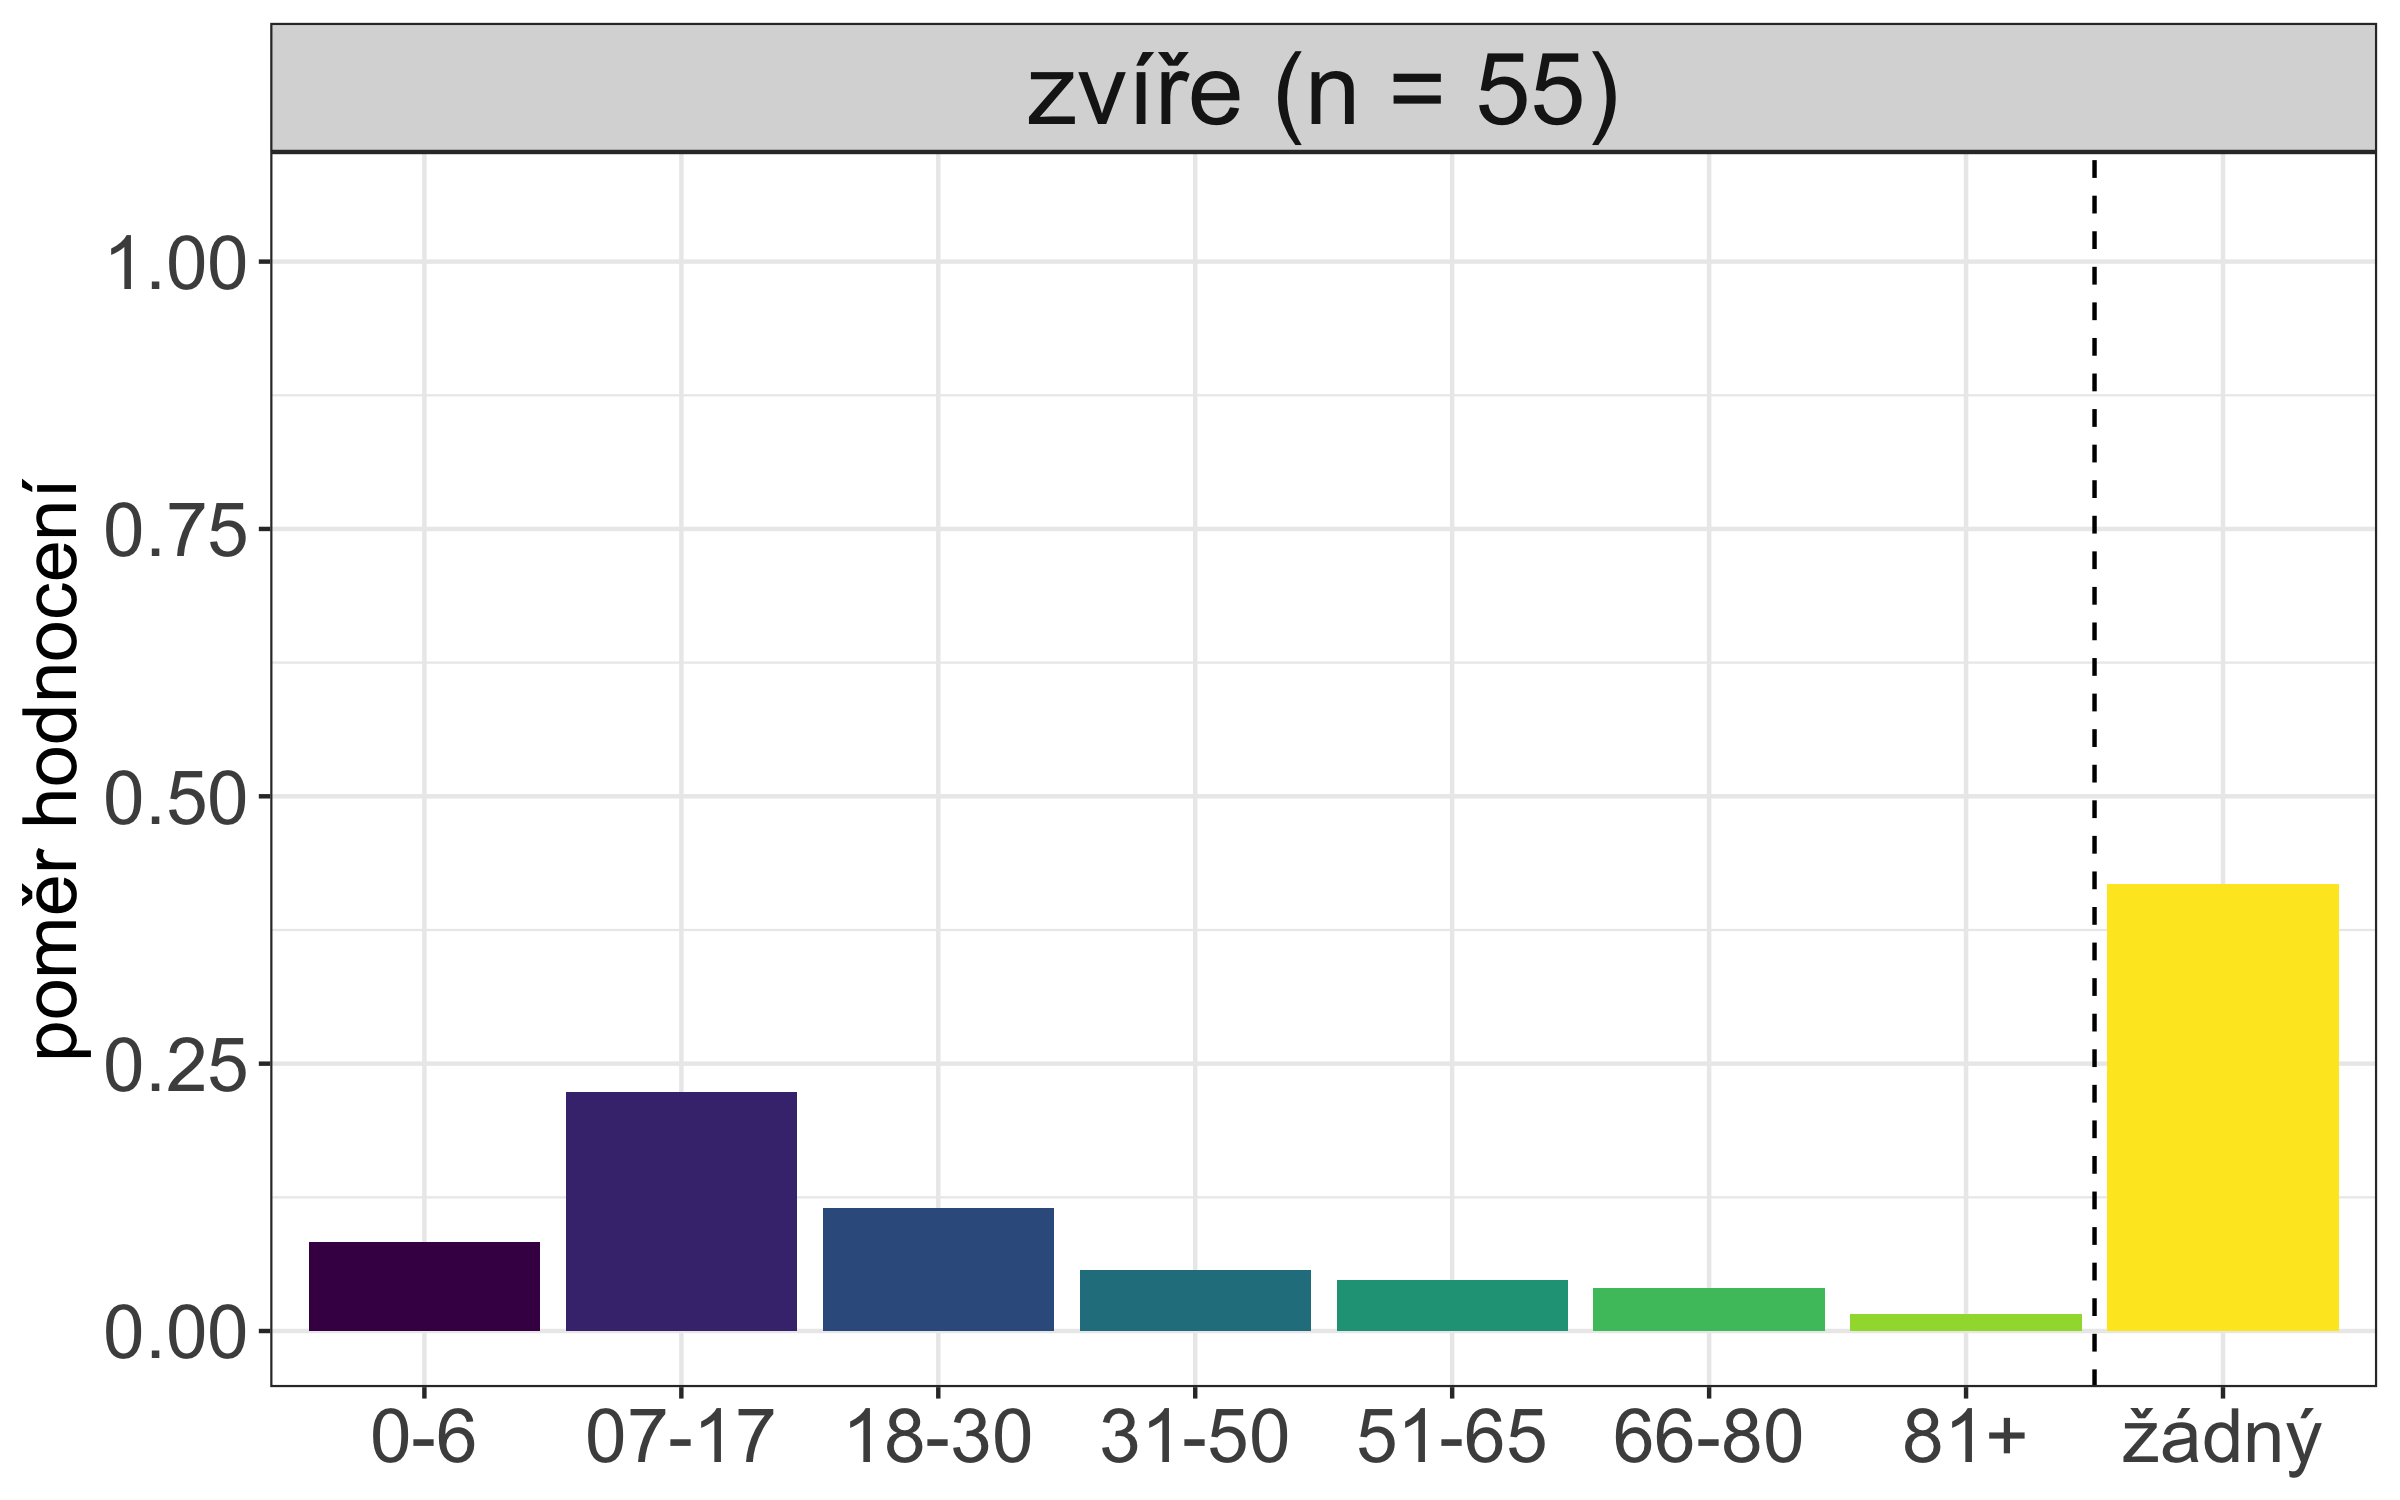 zvíře (n = 55)
poměr hodnocení
1.00
0.75
0.50
0.25
0.00
0-6 07-17 18-30 31-50 51-65 66-80 81+ žádný